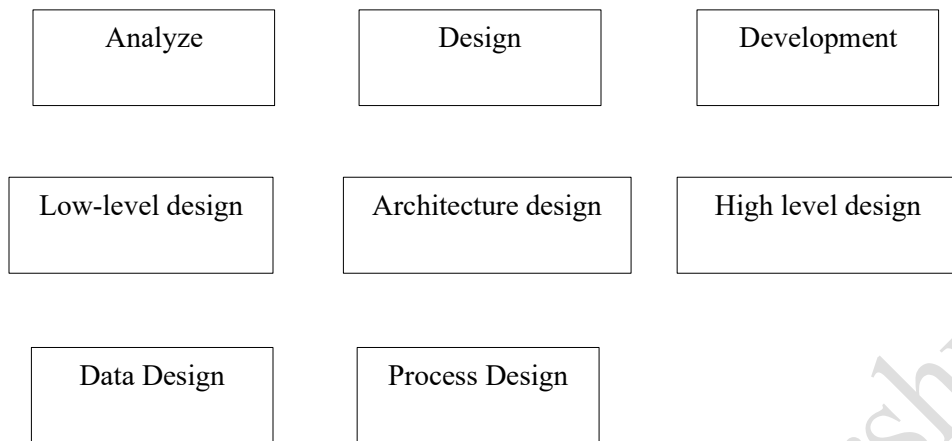 Analyze
Design
Development
Low-level design
Architecture design
High level design
Data Design
Process Design